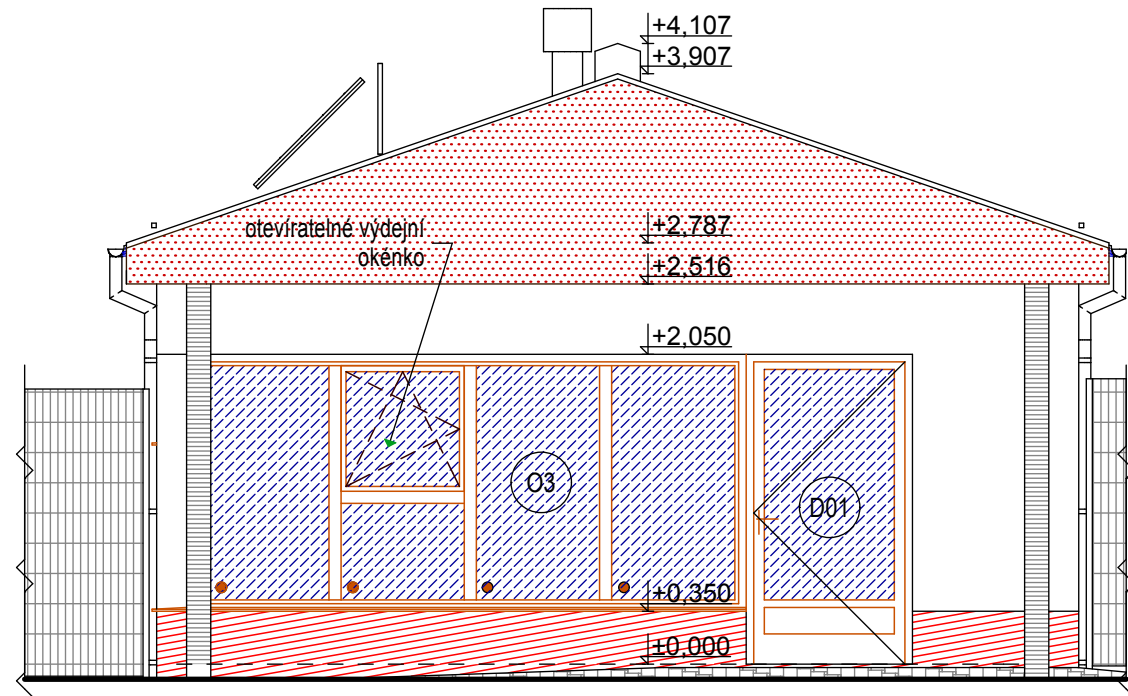 +4,107
+3,907
+2,787
otevíratelné výdejní
okénko
+2,516
+2,050
O3
D01
+0,350
±0,000